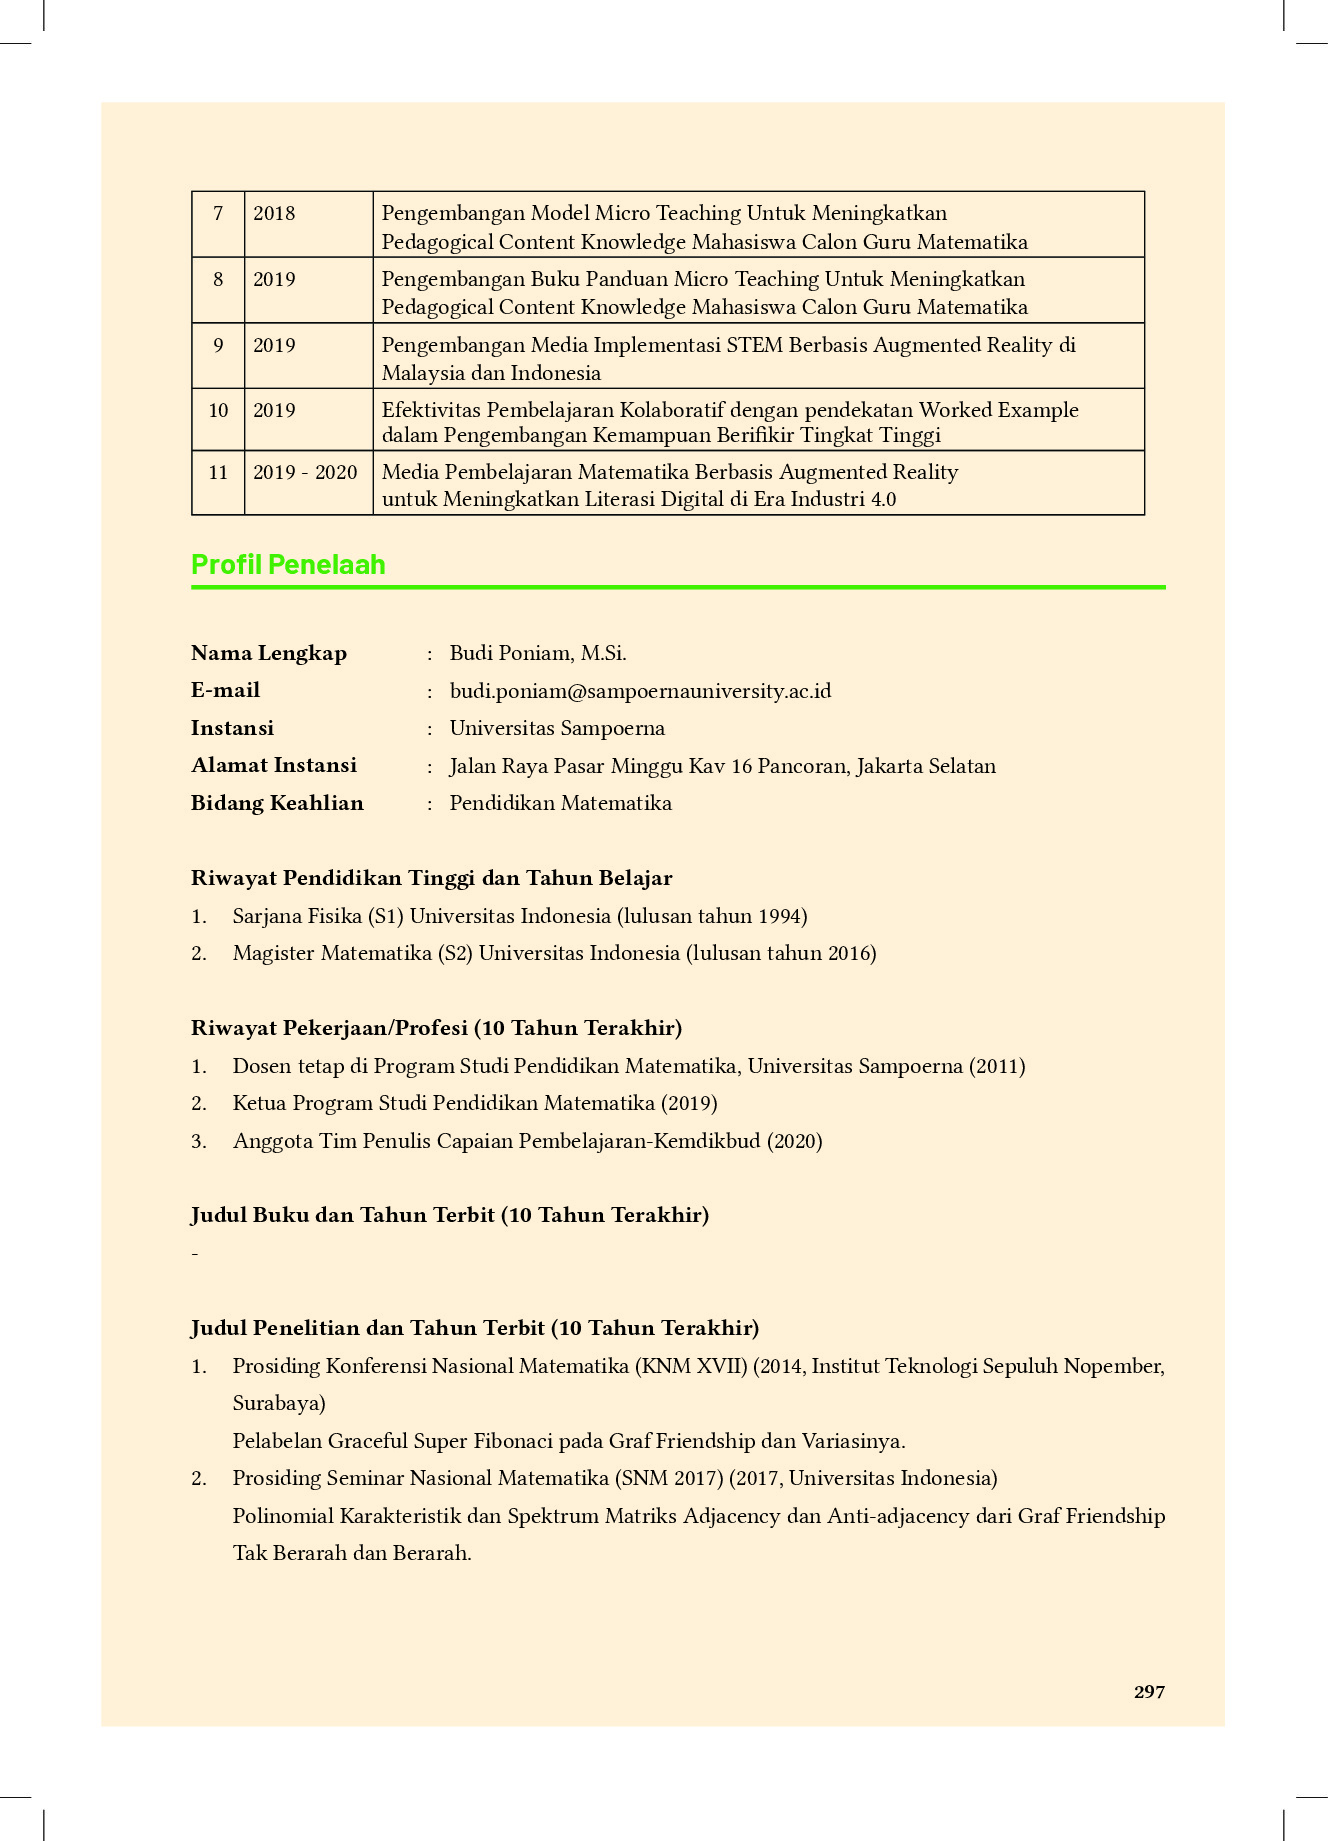 7 2018 Pengembangan Model Micro Teaching Untuk Meningkatkan
Pedagogical Content Knowledge Mahasiswa Calon Guru Matematika
8 2019 Pengembangan Buku Panduan Micro Teaching Untuk Meningkatkan
Pedagogical Content Knowledge Mahasiswa Calon Guru Matematika
9 2019 Pengembangan Media Implementasi STEM Berbasis Augmented Reality di
Malaysia dan Indonesia
10 2019 Efektivitas Pembelajaran Kolaboratif dengan pendekatan Worked Example
dalam Pengembangan Kemampuan Berifikir Tingkat Tinggi
11 2019 - 2020 Media Pembelajaran Matematika Berbasis Augmented Reality
untuk Meningkatkan Literasi Digital di Era Industri 4.0
Profil Penelaah
Nama Lengkap : Budi Poniam, M.Si.
E-mail : budi.poniam@sampoernauniversity.ac.id
Instansi : Universitas Sampoerna
Alamat Instansi : Jalan Raya Pasar Minggu Kav 16 Pancoran, Jakarta Selatan
Bidang Keahlian : Pendidikan Matematika
Riwayat Pendidikan Tinggi dan Tahun Belajar
1. Sarjana Fisika (S1) Universitas Indonesia (lulusan tahun 1994)
2. Magister Matematika (S2) Universitas Indonesia (lulusan tahun 2016)
Riwayat Pekerjaan/Profesi (10 Tahun Terakhir)
1. Dosen tetap di Program Studi Pendidikan Matematika, Universitas Sampoerna (2011)
2. Ketua Program Studi Pendidikan Matematika (2019)
3. Anggota Tim Penulis Capaian Pembelajaran-Kemdikbud (2020)
Judul Buku dan Tahun Terbit (10 Tahun Terakhir)
-
Judul Penelitian dan Tahun Terbit (10 Tahun Terakhir)
1. Prosiding Konferensi Nasional Matematika (KNM XVII) (2014, Institut Teknologi Sepuluh Nopember,
Surabaya)
Pelabelan Graceful Super Fibonaci pada Graf Friendship dan Variasinya.
2. Prosiding Seminar Nasional Matematika (SNM 2017) (2017, Universitas Indonesia)
Polinomial Karakteristik dan Spektrum Matriks Adjacency dan Anti-adjacency dari Graf Friendship
Tak Berarah dan Berarah.
297